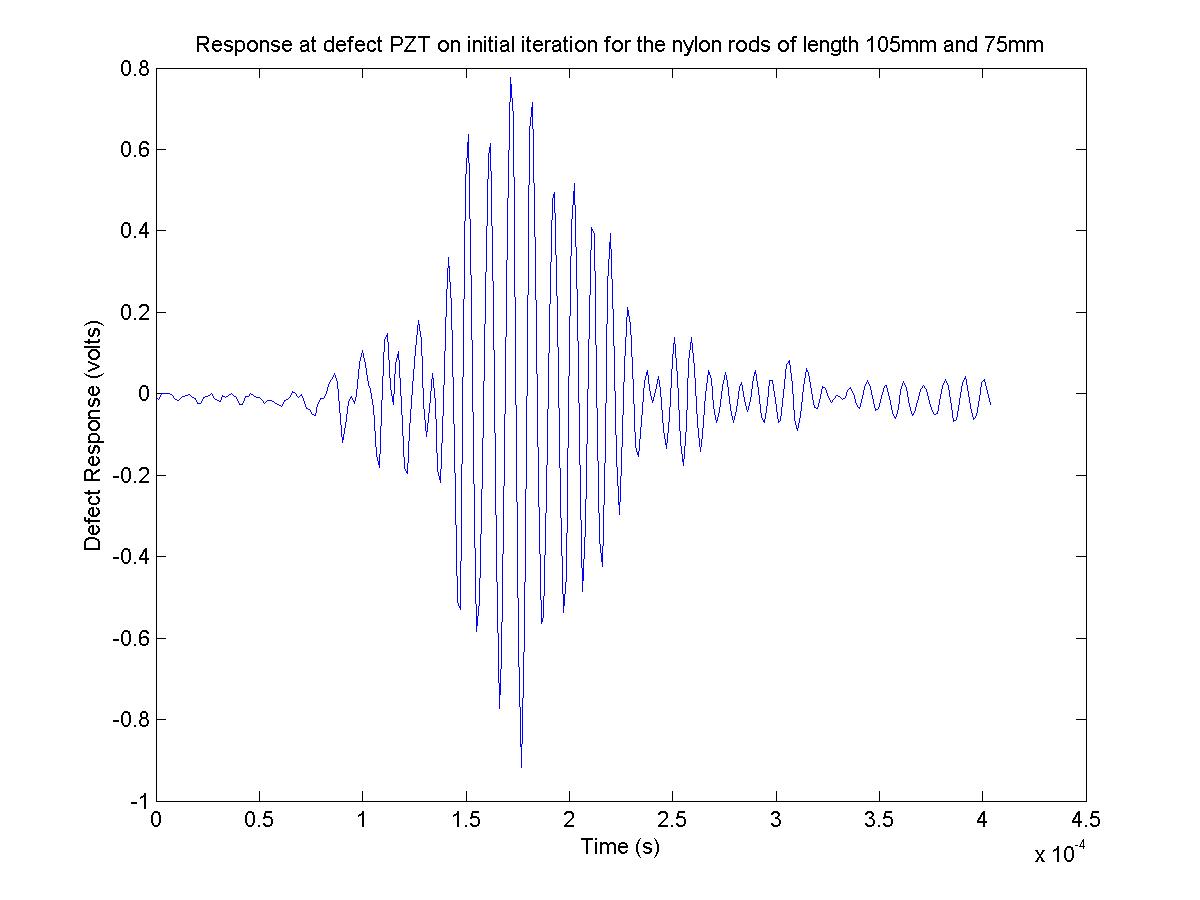 Response at defect PZT on initial iteration for the nylon rods of length 105mm and 75mm
0.8
0.6
0.4
0.2
0
-0.2
-0.4
-0.6
-0.8
-1
Defect Response (volts)
0 0.5 1 1.5 2 2.5 3 3.5 4 4.5
Time (s)
x 10-4